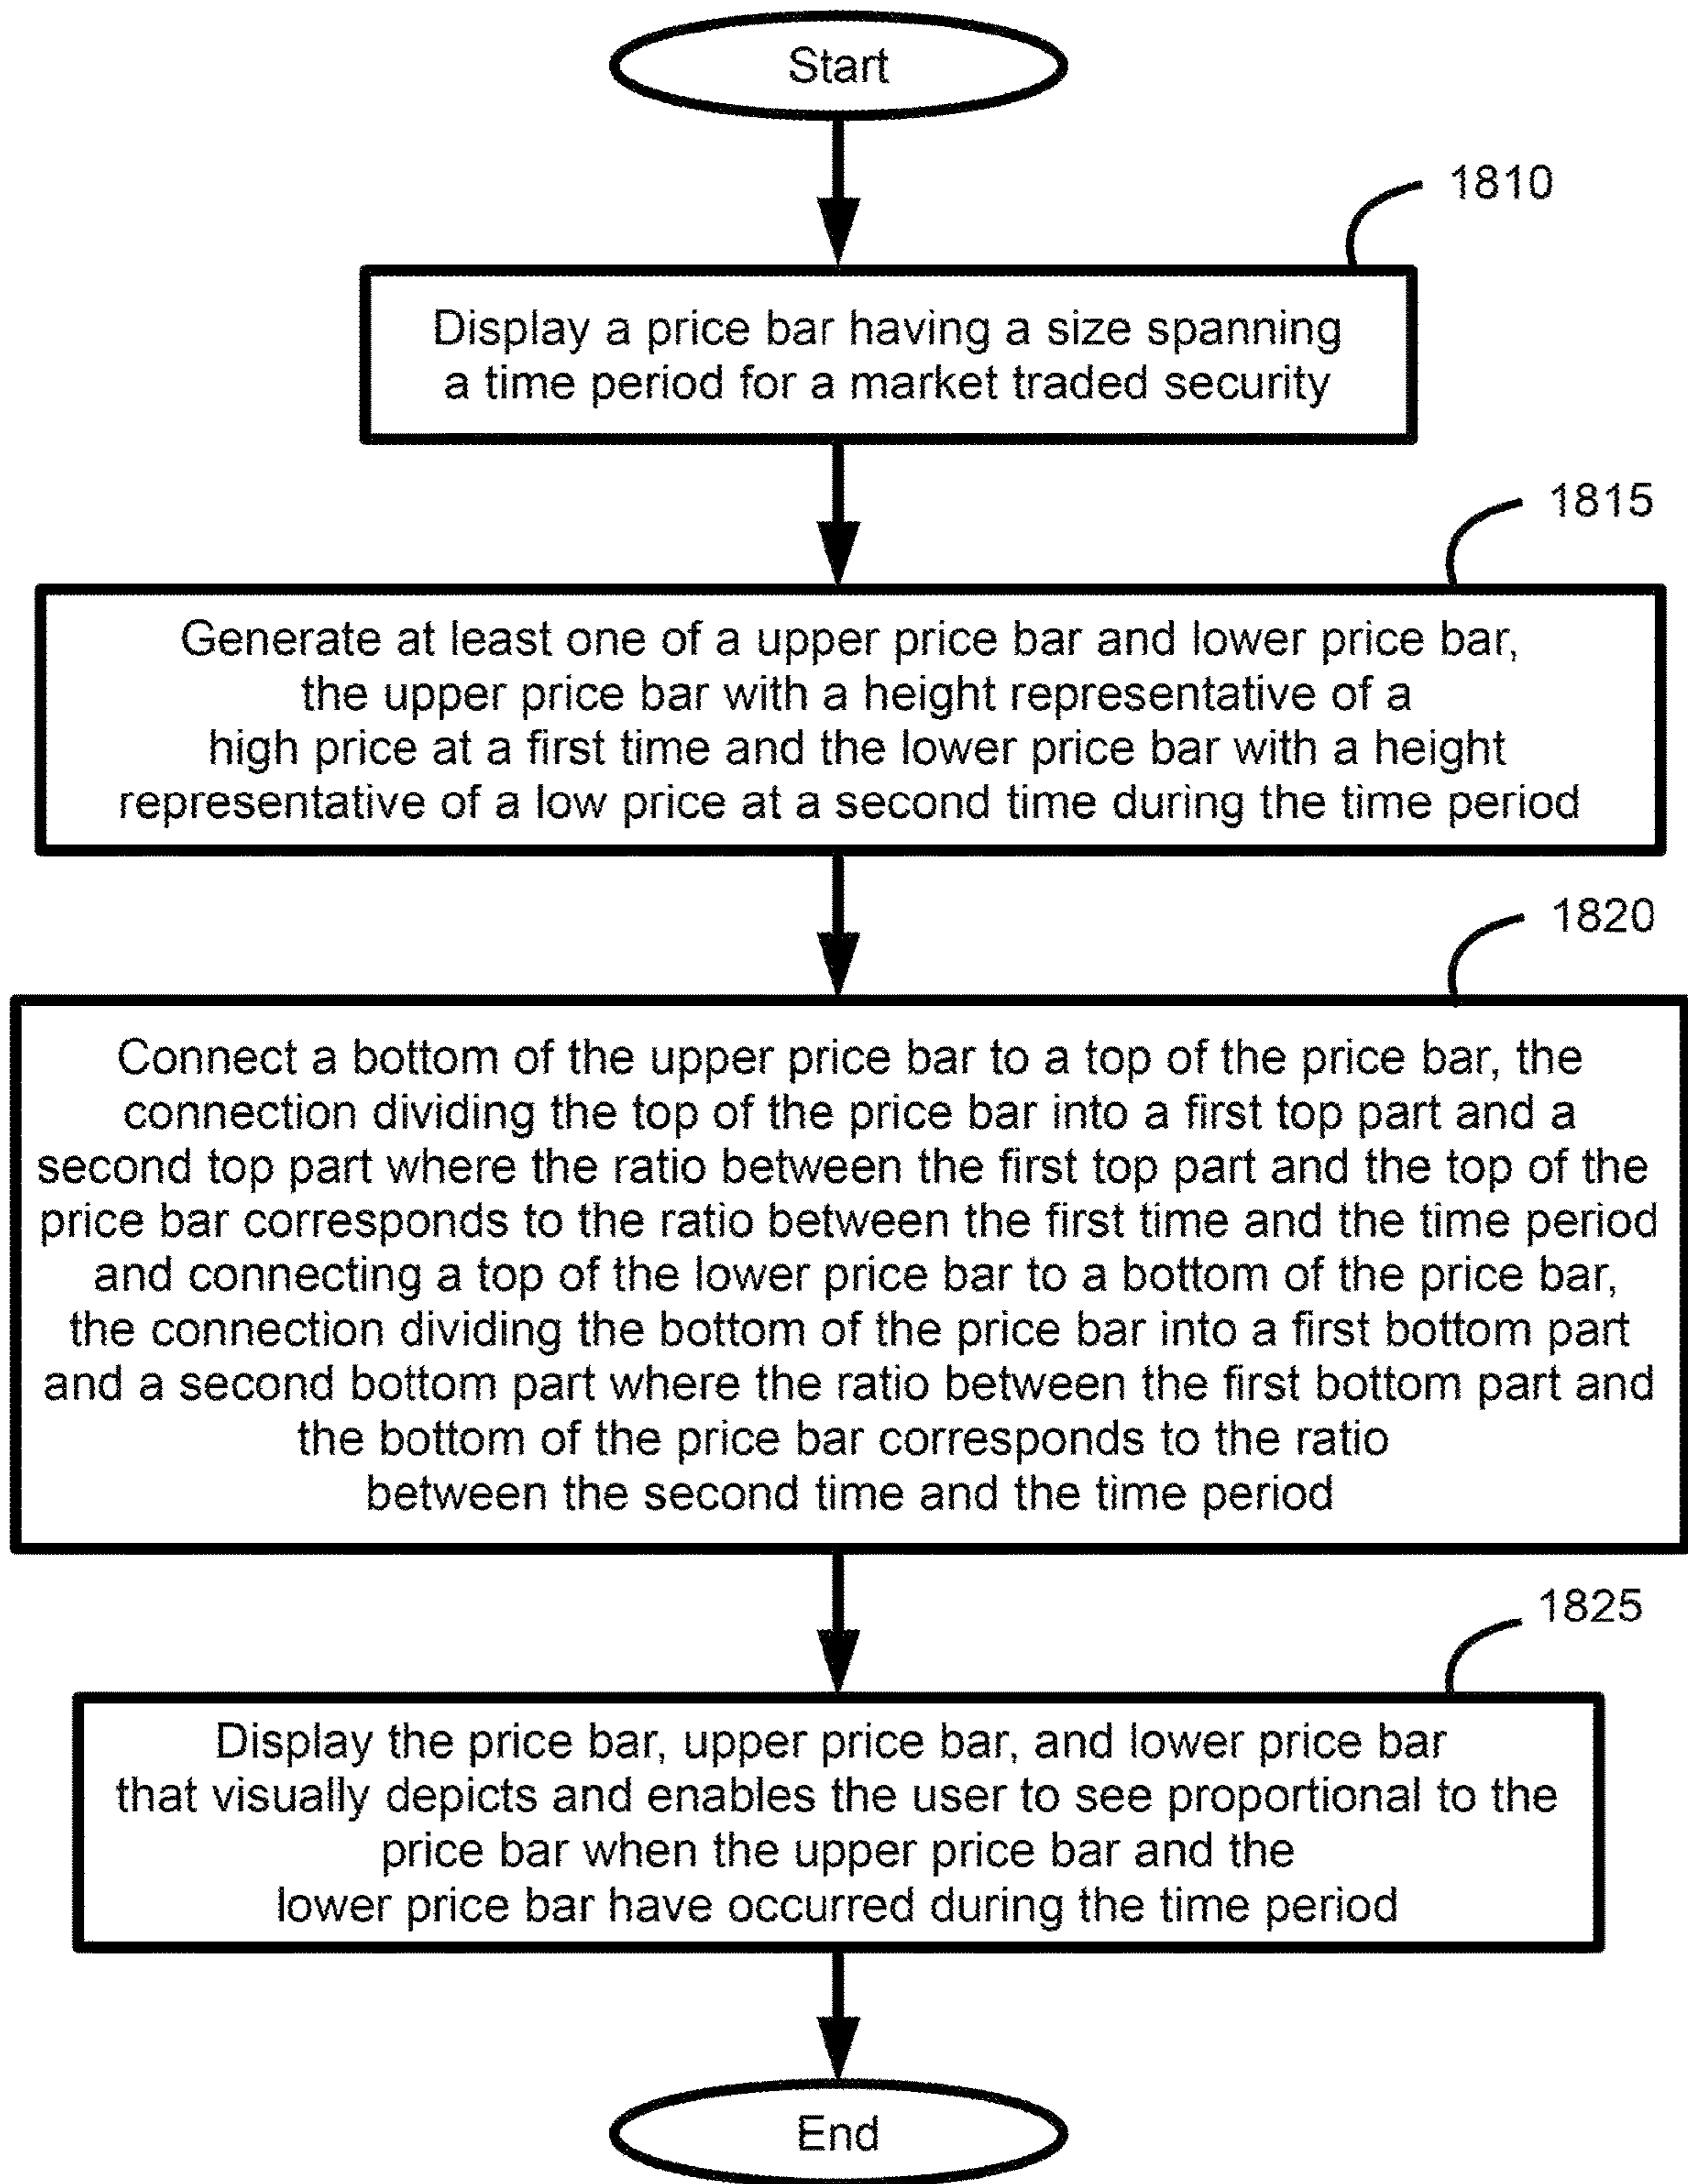 Start
1810
Display a price bar having a size spanning
a time period for a market traded security
1815
Generate at least one of a upper price bar and lower price bar,
the upper price bar with a height representative of a
high price at a first time and the lower price bar with a height
representative of a low price at a second time during the time period
1820
Connect a bottom of the upper price bar to a top of the price bar, the
connection dividing the top of the price bar into a first top part and a
second top part where the ratio between the first top part and the top of the
price bar corresponds to the ratio between the first time and the time period
and connecting a top of the lower price bar to a bottom of the price bar,
the connection dividing the bottom of the price bar into a first bottom part
and a second bottom part where the ratio between the first bottom part and
the bottom of the price bar corresponds to the ratio
between the second time and the time period
1825
Display the price bar, upper price bar, and lower price bar
that visually depicts and enables the user to see proportional to the
price bar when the upper price bar and the
lower price bar have occurred during the time period
End